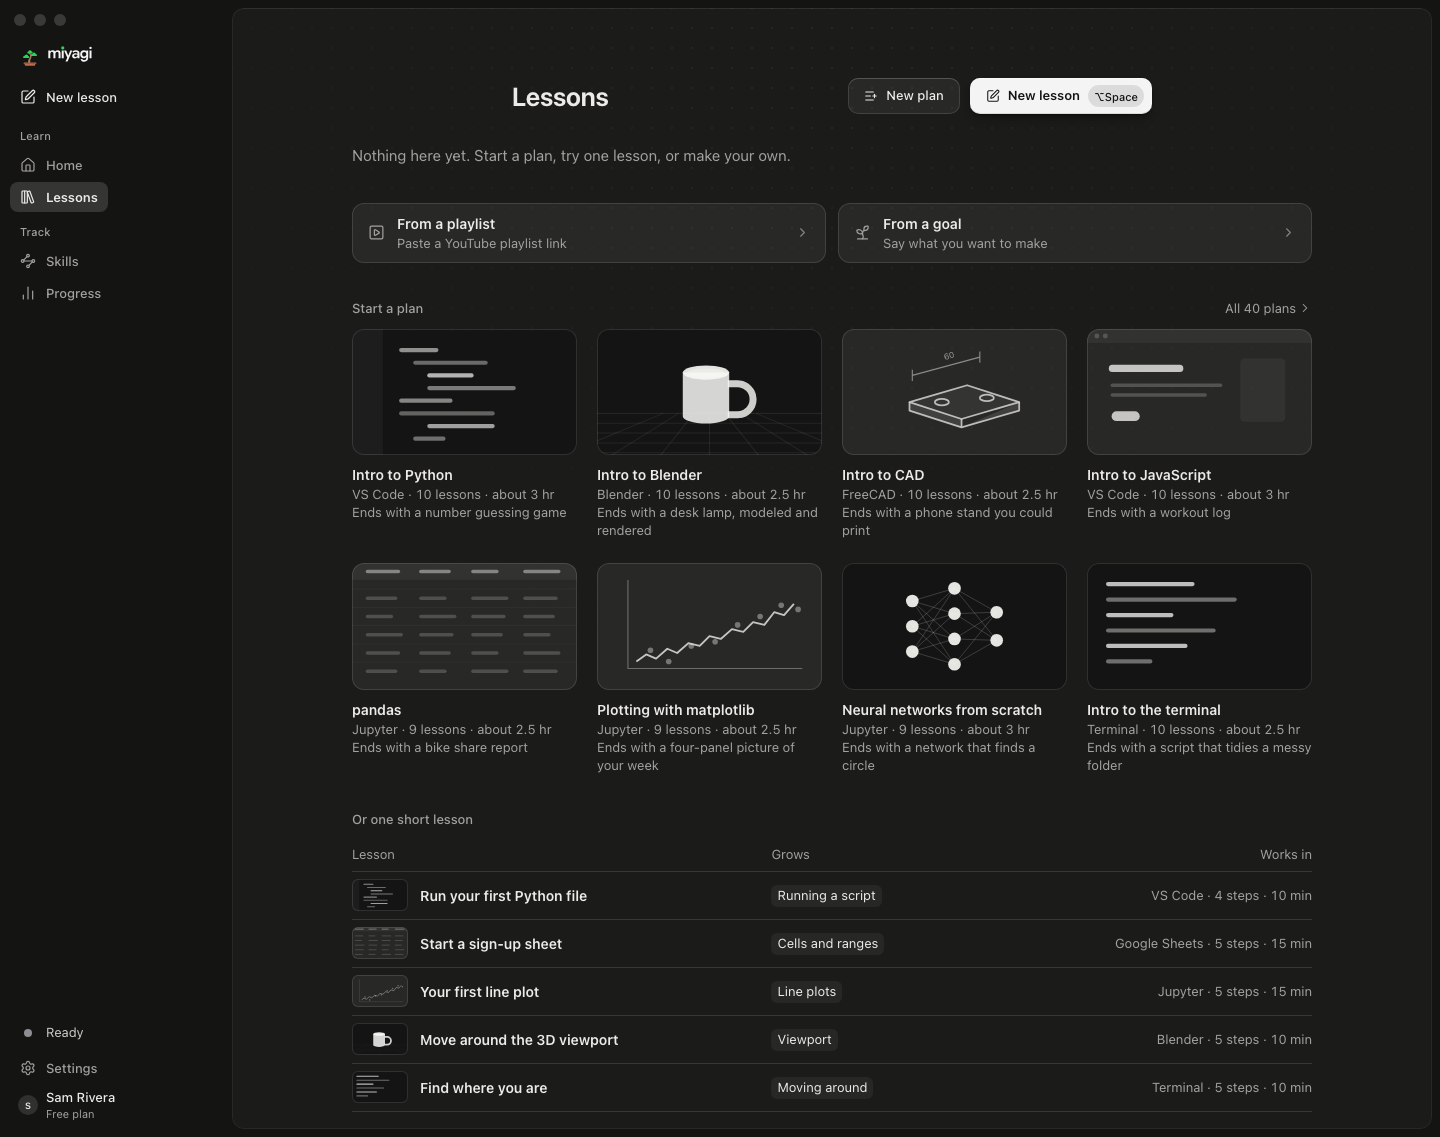 miyagi
New lesson
Learn
Home
Lessons
Track
Skills
Progress
Ready
Settings
S
Sam Rivera
Free plan
Lessons
New plan
New lesson ⌥Space
Nothing here yet. Start a plan, try one lesson, or make your own.
From a playlist
Paste a YouTube playlist link
From a goal
Say what you want to make
Start a plan
All 40 plans
60
Intro to Python
VS Code · 10 lessons · about 3 hr
Ends with a number guessing game
Intro to Blender
Blender · 10 lessons · about 2.5 hr
Ends with a desk lamp, modeled and
rendered
Intro to CAD
FreeCAD · 10 lessons · about 2.5 hr
Ends with a phone stand you could
print
Intro to JavaScript
VS Code · 10 lessons · about 3 hr
Ends with a workout log
pandas
Jupyter · 9 lessons · about 2.5 hr
Ends with a bike share report
Plotting with matplotlib
Jupyter · 9 lessons · about 2.5 hr
Ends with a four-panel picture of
your week
Neural networks from scratch
Jupyter · 9 lessons · about 3 hr
Ends with a network that finds a
circle
Intro to the terminal
Terminal · 10 lessons · about 2.5 hr
Ends with a script that tidies a messy
folder
Or one short lesson
Lesson Grows Works in
Run your first Python file Running a script VS Code · 4 steps · 10 min
Start a sign-up sheet Cells and ranges Google Sheets · 5 steps · 15 min
Your first line plot Line plots Jupyter · 5 steps · 15 min
Move around the 3D viewport Viewport Blender · 5 steps · 10 min
Find where you are Moving around Terminal · 5 steps · 10 min